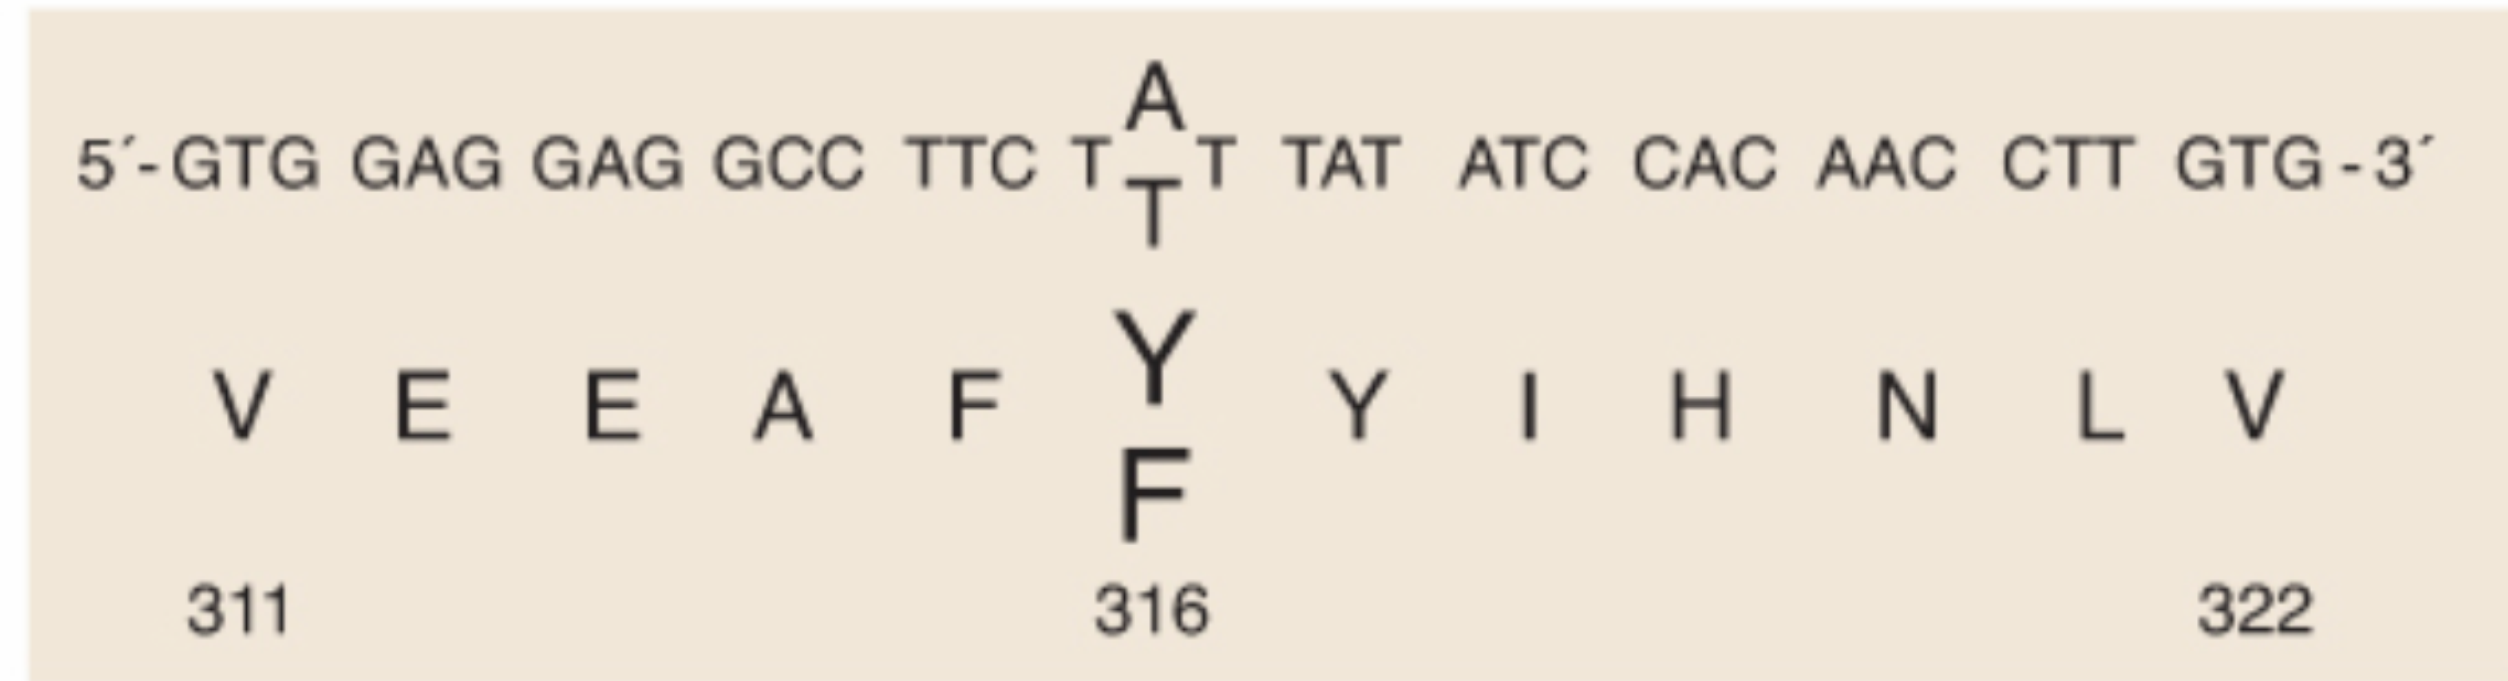 A
5´-GTG GAG GAG GCC TTC T T TAT ATC CAC AAC CTT GTG-3´
T
Y
V E E A F Y I H N L V
F
311 316 322